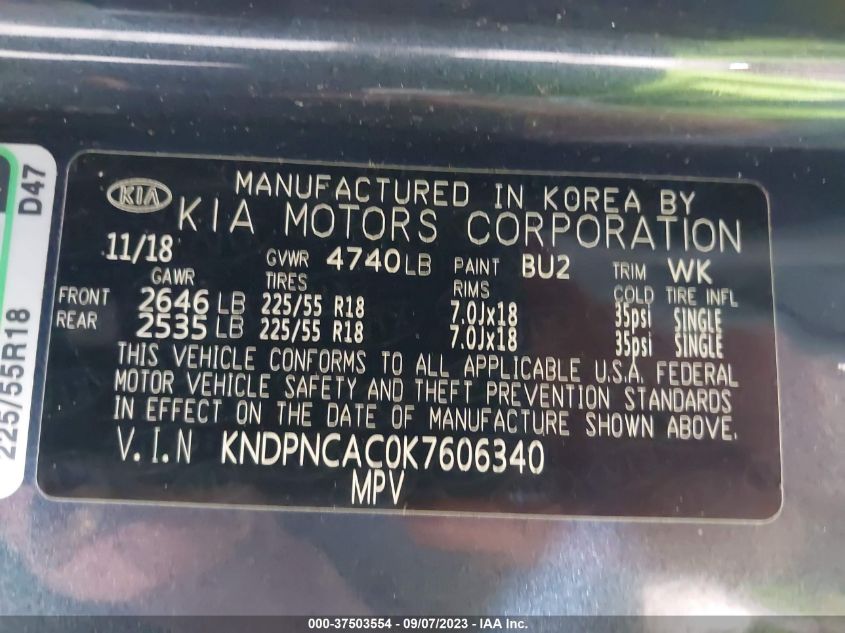 225/55R18 D47
KIA MANUFACTURED IN KOREA BY
KIA MOTORS CORPORATION
11/18 GVWR 4740LB PAINT BU2 TRIM WK
GAWR TIRES RIMS COLD TIRE INFL
FRONT 2646 LB 225/55 R18 7.0Jx18 35psi SINGLE
REAR 2535 LB 225/55 R18 7.0Jx18 35psi SINGLE
THIS VEHICLE CONFORMS TO ALL APPLICABLE U.S.A. FEDERAL
MOTOR VEHICLE SAFETY AND THEFT PREVENTION STANDARDS
IN EFFECT ON THE DATE OF MANUFACTURE SHOWN ABOVE.
V.I.N KNDPNCAC0K7606340
MPV
000-37503554 - 09/07/2023 - IAA Inc.